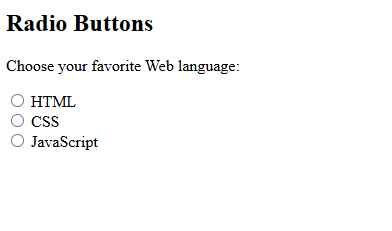 Radio Buttons
Choose your favorite Web language:
HTML
CSS
JavaScript